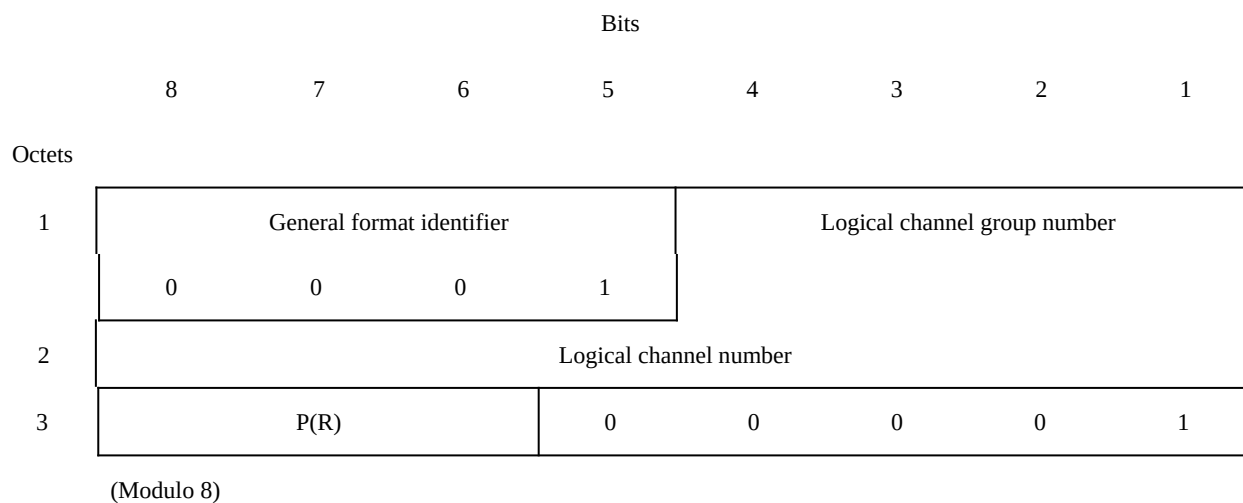 Bits
8 7 6 5 4 3 2 1
Octets
1 General format identifier Logical channel group number
0 0 0 1
2 Logical channel number
3 P(R) 0 0 0 0 1
(Modulo 8)